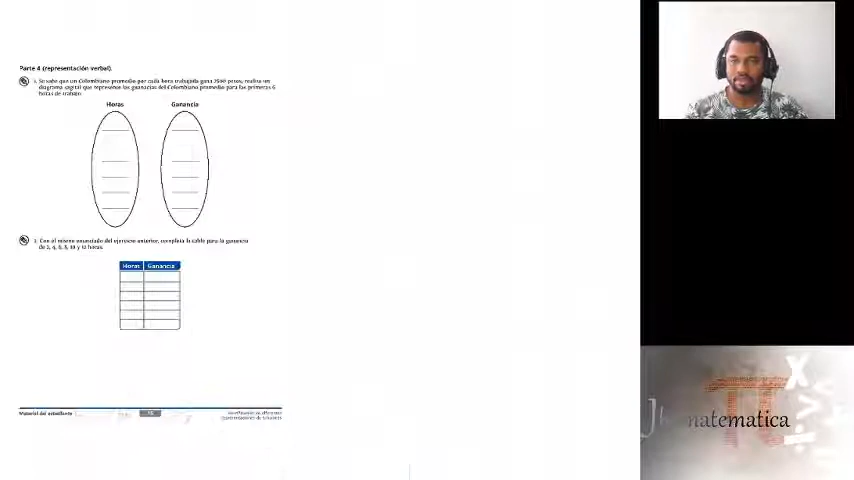 Parte 4 (representación verbal).
1. Se sabe que un Colombiano promedio por cada hora trabajada gana pesos, realiza un
diagrama sagital que represente las ganacias del Colombiano promedio para las primeras 6
horas de trabajo.
Horas Ganancia
2. Con el mismo enunciado del ejercicio anterior, completa la tabla para la ganancia
de 2, 4, 6, 8, 10 y 12 horas.
Horas Ganancia
Material del estudiante
matematica